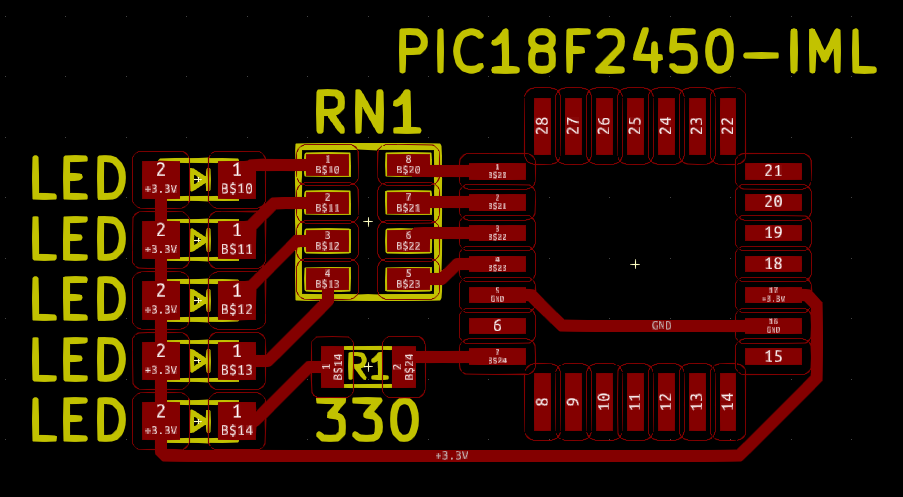 PIC18F2450-IML
RN1
28 27 26 25 24 23 22
LED 2 +3.3V 1 B$10
1 B$10 8 B$20
21
LED 2 +3.3V 1 B$11
2 B$11 7 B$21
2 B$21
20
LED 2 +3.3V 1 B$12
3 B$12 6 B$22
3 B$22
19
4 B$13 5 B$23
4 B$23
18
5 GND
17 +3.3V
6
GND
16 GND
LED 2 +3.3V 1 B$13
1 B$14 R1 2 B$24
7 B$24
15
LED 2 +3.3V 1 B$14
330
8 9 10 11 12 13 14
+3.3V